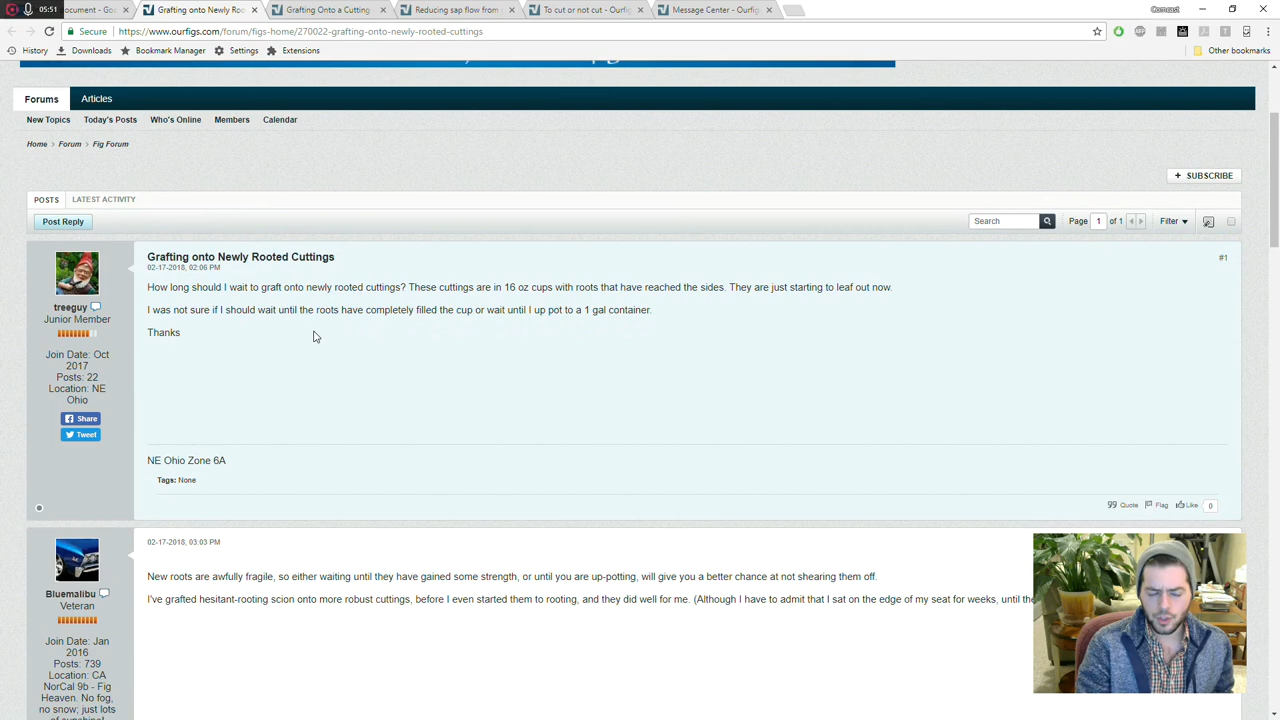 05:51
ocument - Goo
Grafting onto Newly Roo
Grafting Onto a Cutting
Reducing sap flow from
To cut or not cut - Ourfig
Message Center - Ourfig
Comcast
Secure
https://www.ourfigs.com/forum/figs-home/270022-grafting-onto-newly-rooted-cuttings
History
Downloads
Bookmark Manager
Settings
Extensions
Other bookmarks
Forums
Articles
New Topics
Today's Posts
Who's Online
Members
Calendar
Home > Forum > Fig Forum
+ SUBSCRIBE
POSTS
LATEST ACTIVITY
Post Reply
Search
Page 1 of 1
Filter
Grafting onto Newly Rooted Cuttings
#1
02-17-2018, 02:06 PM
How long should I wait to graft onto newly rooted cuttings? These cuttings are in 16 oz cups with roots that have reached the sides. They are just starting to leaf out now.
I was not sure if I should wait until the roots have completely filled the cup or wait until I up pot to a 1 gal container.
Thanks
treeguy
Junior Member
Join Date: Oct
2017
Posts: 22
Location: NE
Ohio
Share
Tweet
NE Ohio Zone 6A
Tags: None
Quote
Flag
Like
0
02-17-2018, 03:03 PM
New roots are awfully fragile, so either waiting until they have gained some strength, or until you are up-potting, will give you a better chance at not shearing them off.
I've grafted hesitant-rooting scion onto more robust cuttings, before I even started them to rooting, and they did well for me. (Although I have to admit that I sat on the edge of my seat for weeks, until the
Bluemalibu
Veteran
Join Date: Jan
2016
Posts: 739
Location: CA
NorCal 9b - Fig
Heaven. No fog,
no snow; just lots
of sunshine!